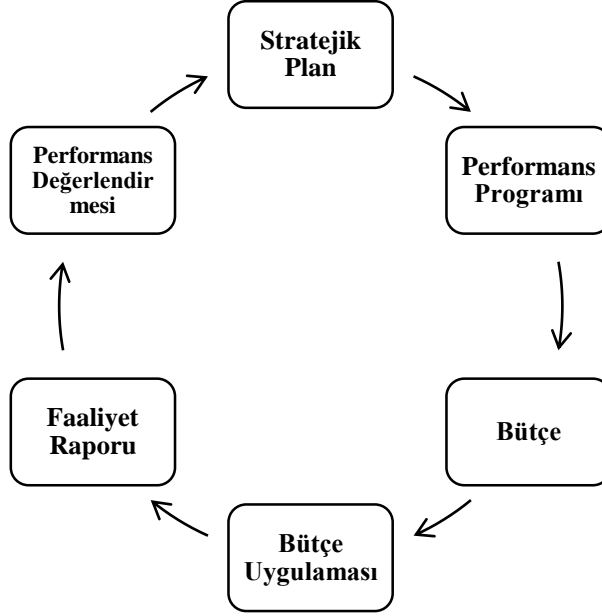 Stratejik
Plan
Performans
Programı
Bütçe
Bütçe
Uygulaması
Faaliyet
Raporu
Performans
Değerlendir
mesi